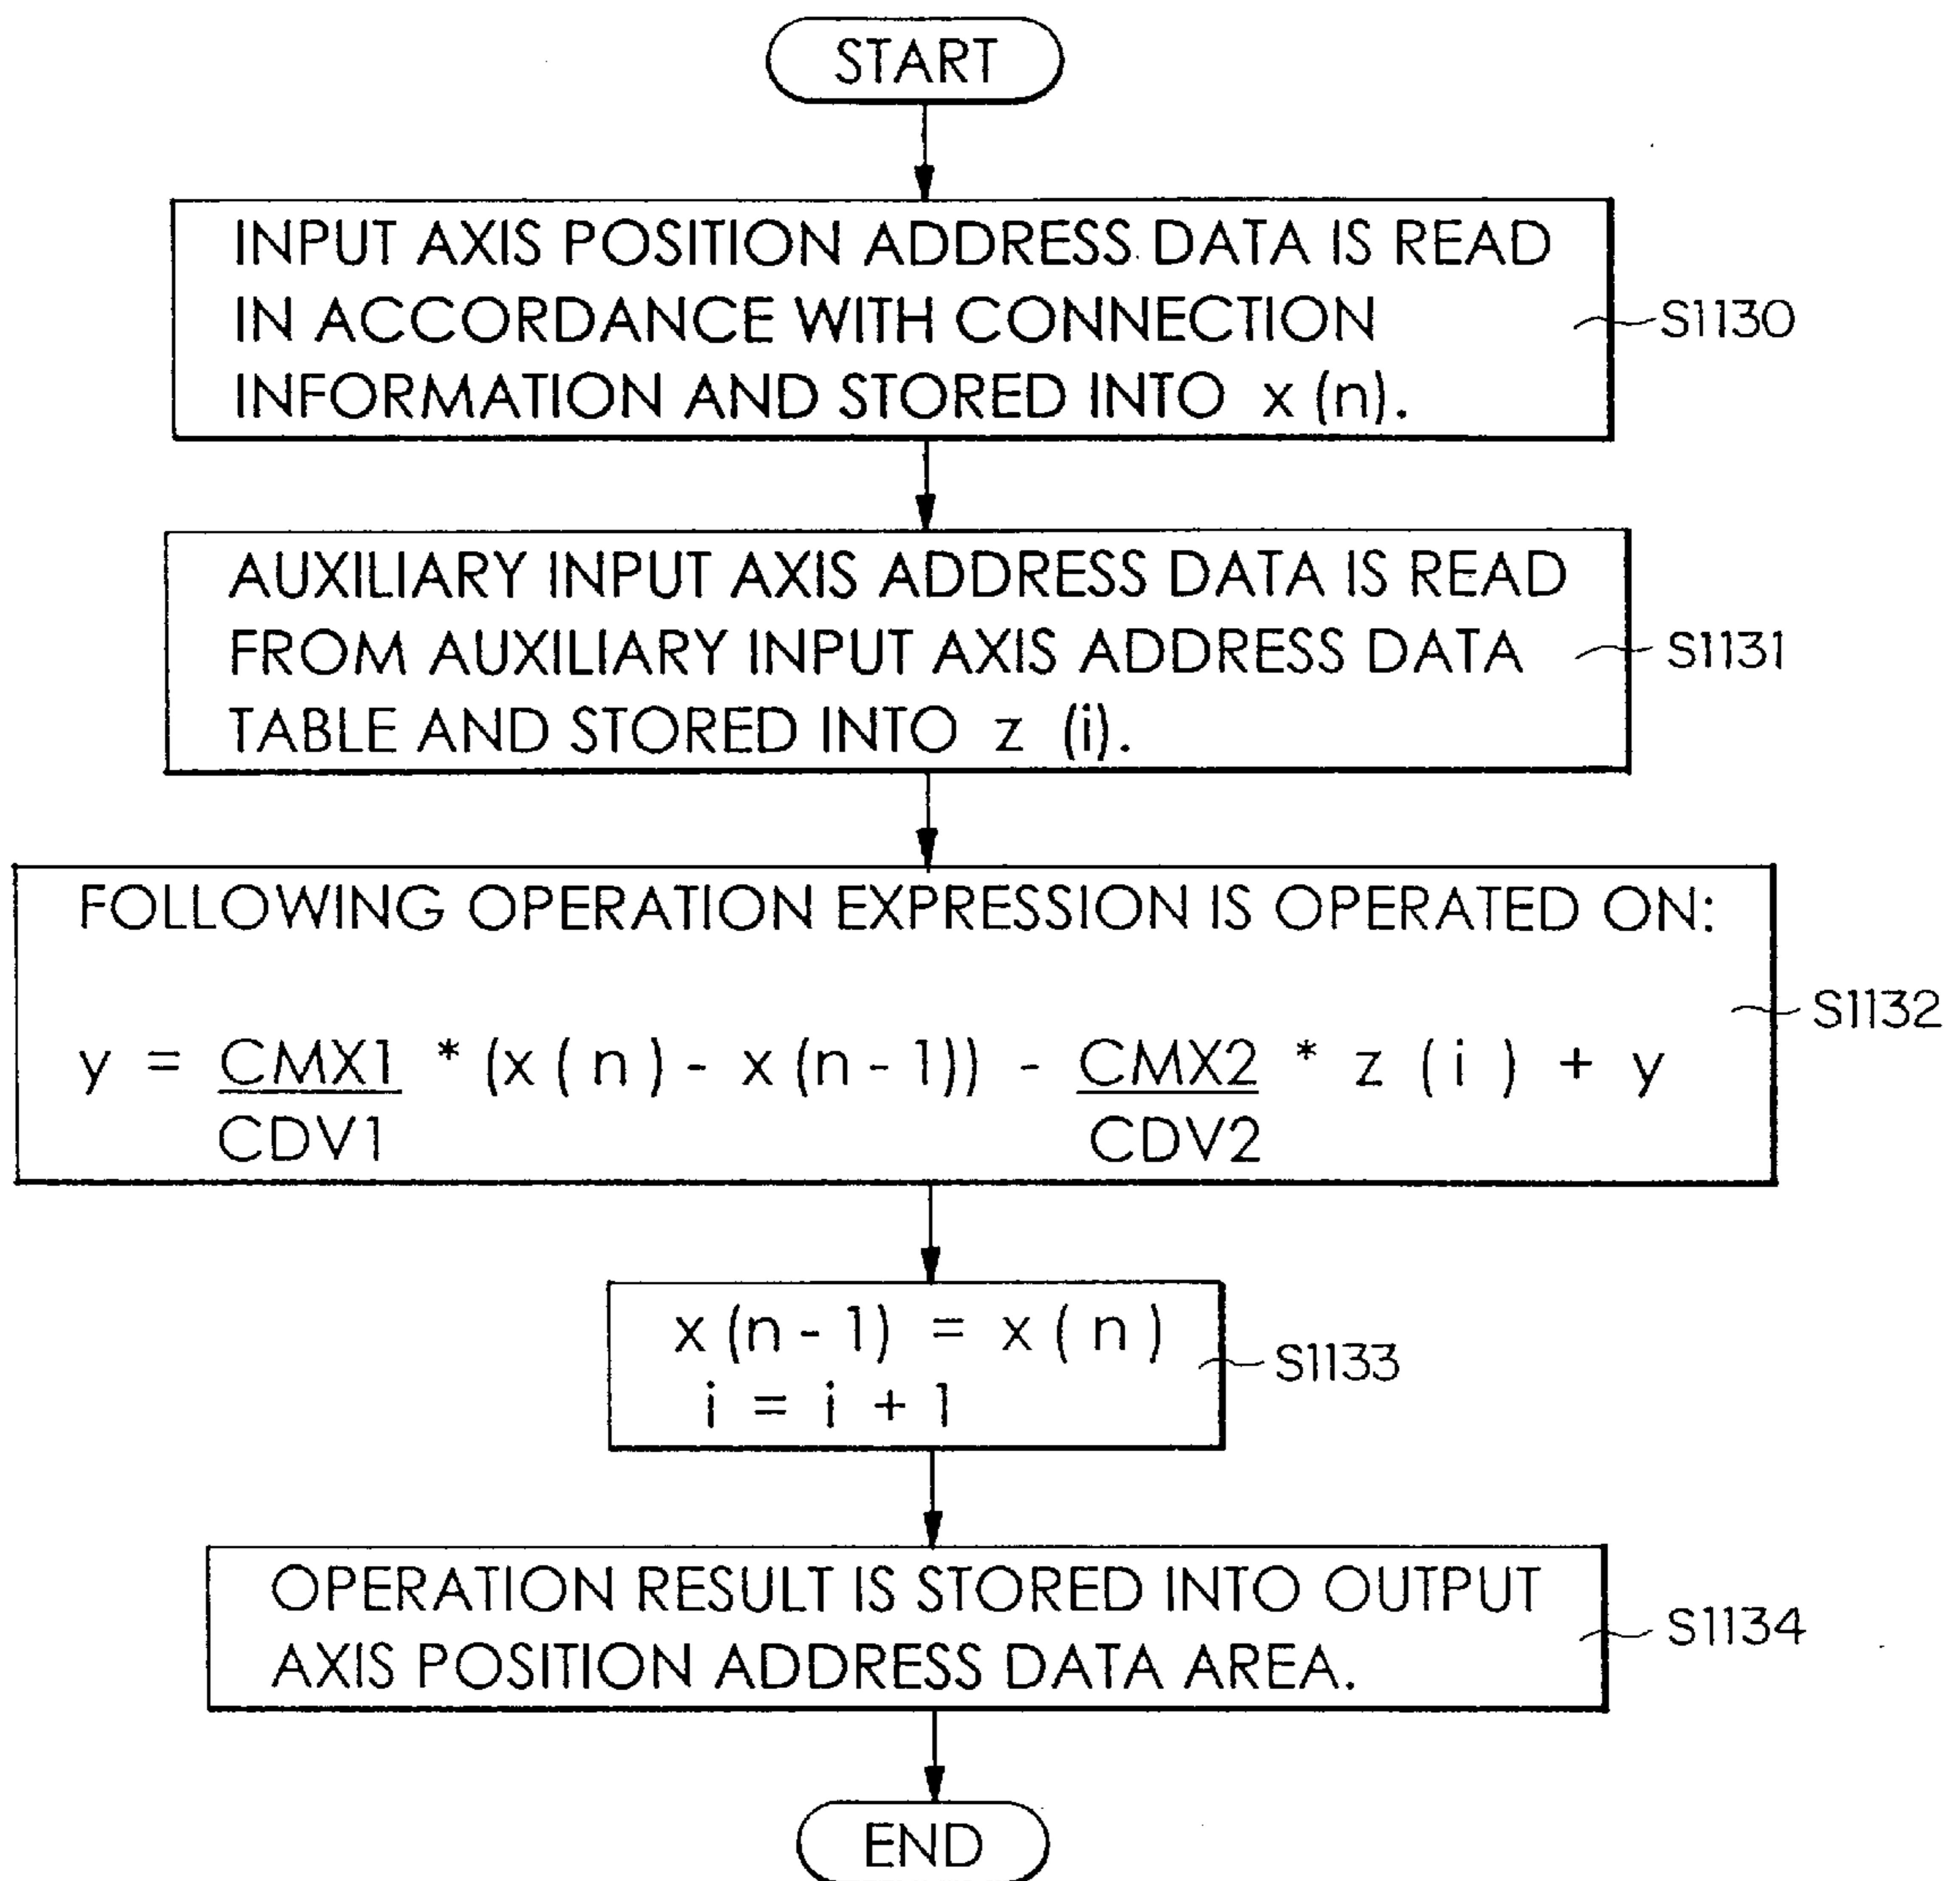 START
INPUT AXIS POSITION ADDRESS DATA IS READ
IN ACCORDANCE WITH CONNECTION
INFORMATION AND STORED INTO x (n).
S1130
AUXILIARY INPUT AXIS ADDRESS DATA IS READ
FROM AUXILIARY INPUT AXIS ADDRESS DATA
TABLE AND STORED INTO z (i).
S1131
FOLLOWING OPERATION EXPRESSION IS OPERATED ON:
S1132
y = CMX1 * (x ( n ) - x (n - 1)) - CMX2 * z ( i ) + y
CDV1 CDV2
x (n - 1) = x ( n )
S1133
i = i + 1
OPERATION RESULT IS STORED INTO OUTPUT
AXIS POSITION ADDRESS DATA AREA.
S1134
END